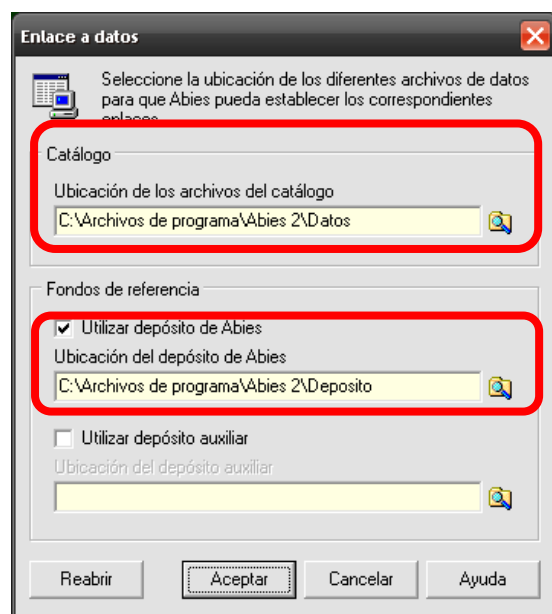 Enlace a datos
Seleccione la ubicación de los diferentes archivos de datos
para que Abies pueda establecer los correspondientes
enlaces.
Catálogo
Ubicación de los archivos del catálogo
C:\Archivos de programa\Abies 2\Datos
Fondos de referencia
Utilizar depósito de Abies
Ubicación del depósito de Abies
C:\Archivos de programa\Abies 2\Deposito
Utilizar depósito auxiliar
Ubicación del depósito auxiliar
Reabrir Aceptar Cancelar Ayuda